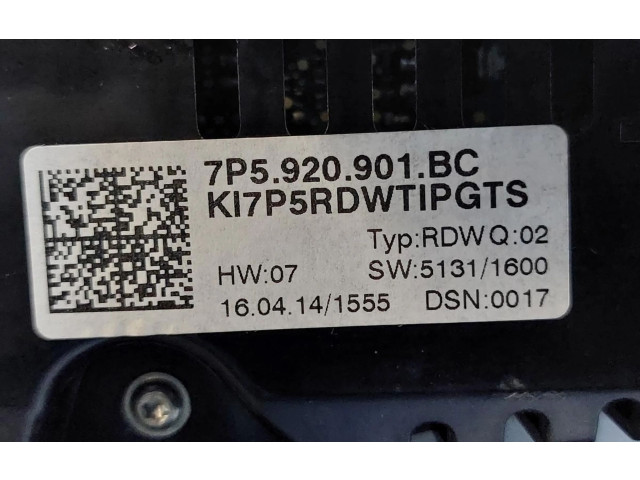 7P5.920.901.BC
KI7P5RDWTIPGTS
Typ:RDW Q:02
HW:07 SW:5131/1600
16.04.14/1555 DSN:0017